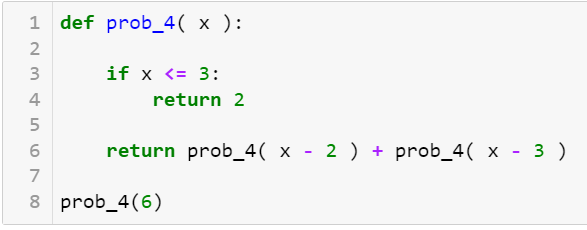 1 def prob_4( x ):
2
3     if x <= 3:
4         return 2
5
6     return prob_4( x - 2 ) + prob_4( x - 3 )
7
8 prob_4(6)